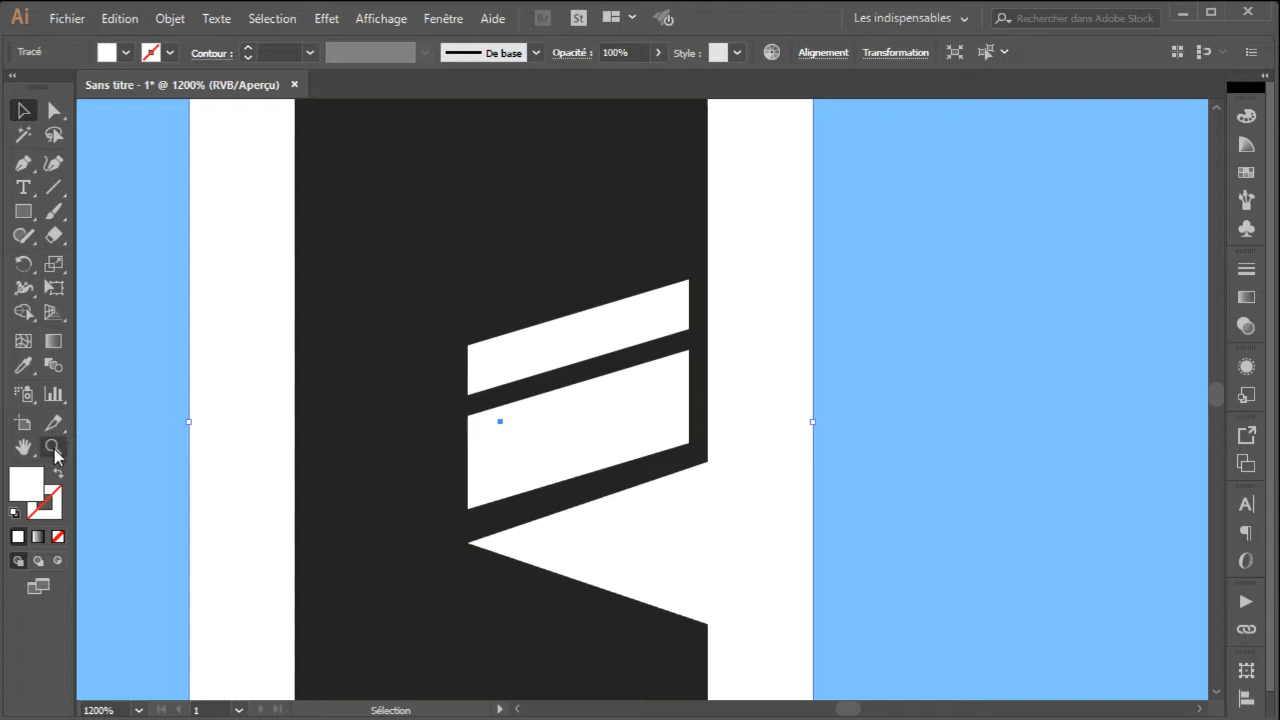 Ai Fichier Edition Objet Texte Sélection Effet Affichage Fenêtre Aide Br St Les indispensables Rechercher dans Adobe Stock
Tracé Contour : De base Opacité : 100% Style : Alignement Transformation
Sans titre - 1* @ 1200% (RVB/Aperçu)
1200% 1 Sélection